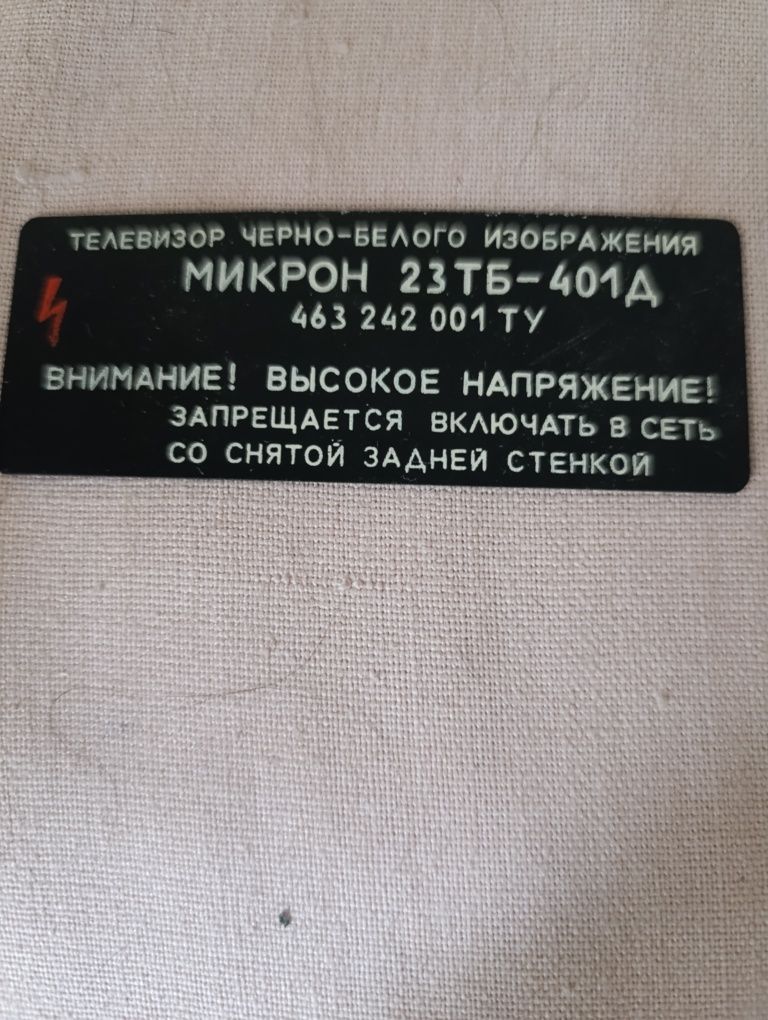 ТЕЛЕВИЗОР ЧЕРНО-БЕЛОГО ИЗОБРАЖЕНИЯ
МИКРОН 23ТБ-401Д
463 242 001 ТУ
ВНИМАНИЕ! ВЫСОКОЕ НАПРЯЖЕНИЕ!
ЗАПРЕЩАЕТСЯ ВКЛЮЧАТЬ В СЕТЬ
СО СНЯТОЙ ЗАДНЕЙ СТЕНКОЙ